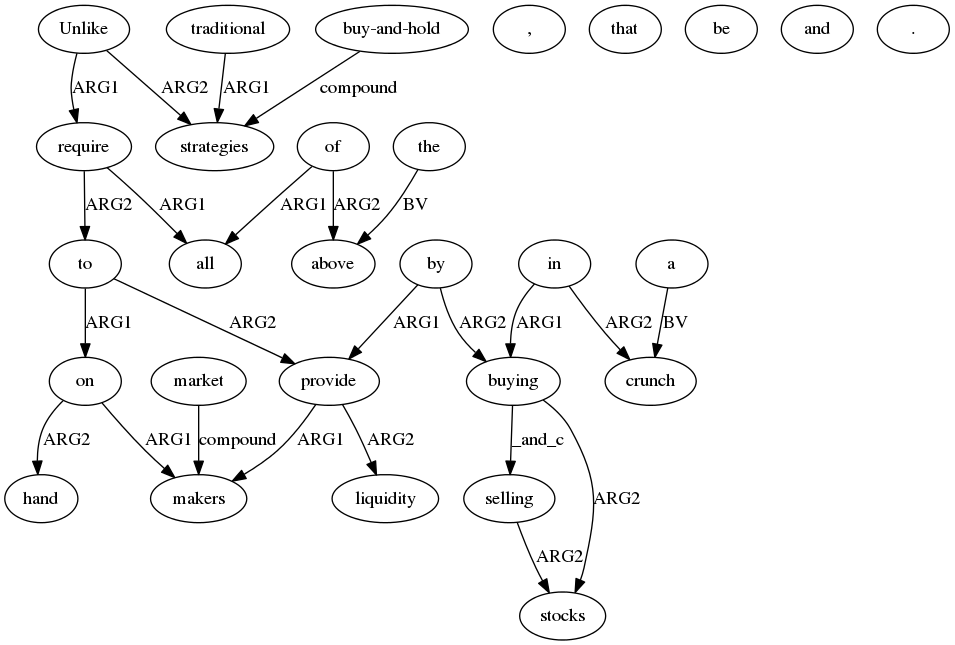 Unlike traditional buy-and-hold , that be and .
ARG1 ARG2 ARG1 compound
require strategies of the
ARG2 ARG1 ARG1 ARG2 BV
to all above by in a
ARG1 ARG2 ARG1 ARG2 ARG1 ARG2 BV
on market provide buying crunch
ARG2 ARG1 compound ARG1 ARG2 _and_c
hand makers liquidity selling ARG2
ARG2
stocks